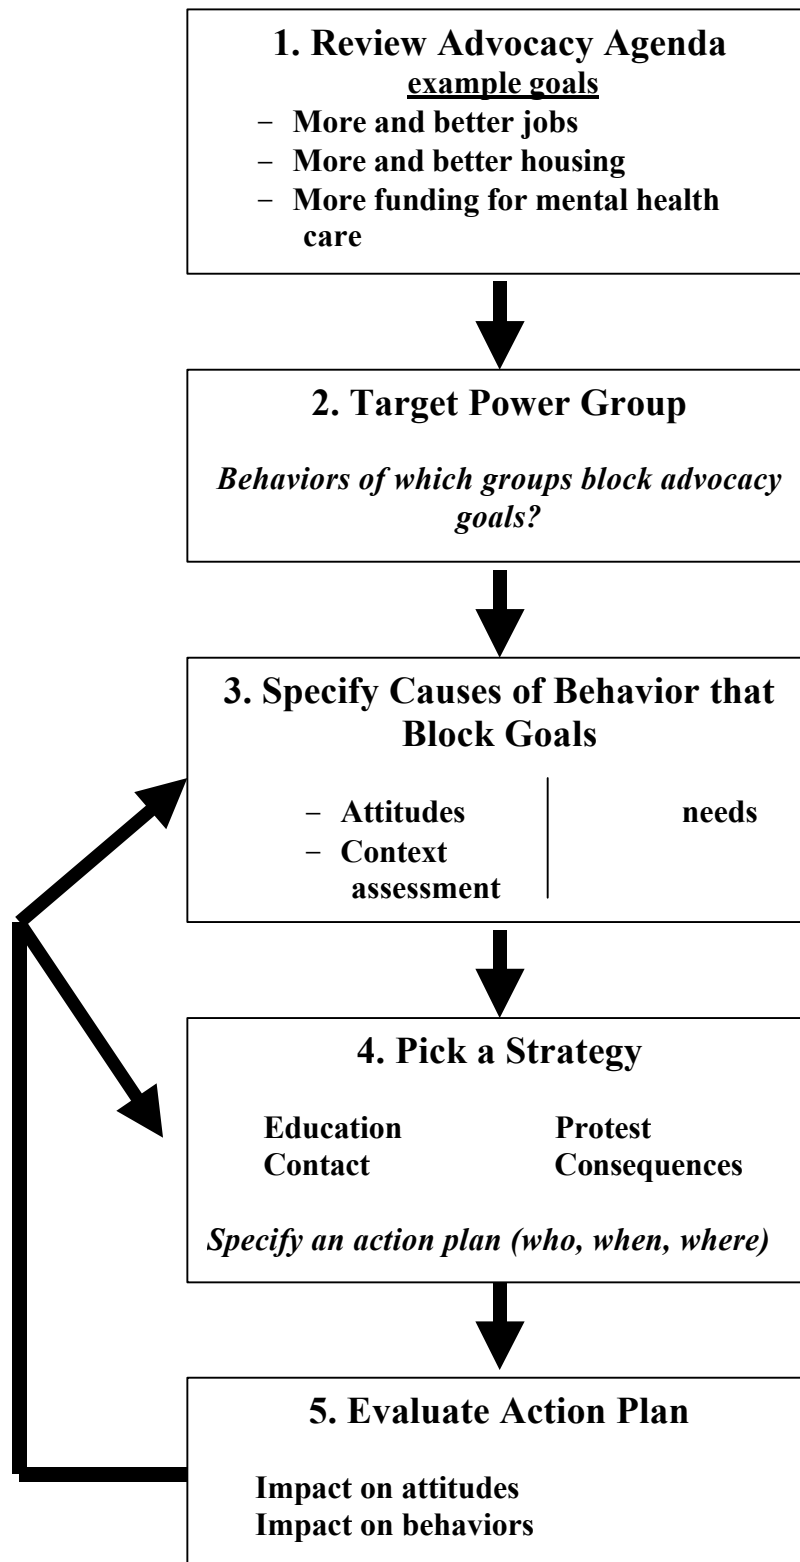 1. Review Advocacy Agenda
example goals
– More and better jobs
– More and better housing
– More funding for mental health
care
2. Target Power Group
Behaviors of which groups block advocacy
goals?
3. Specify Causes of Behavior that
Block Goals
– Attitudes needs
– Context
assessment
4. Pick a Strategy
Education Protest
Contact Consequences
Specify an action plan (who, when, where)
5. Evaluate Action Plan
Impact on attitudes
Impact on behaviors